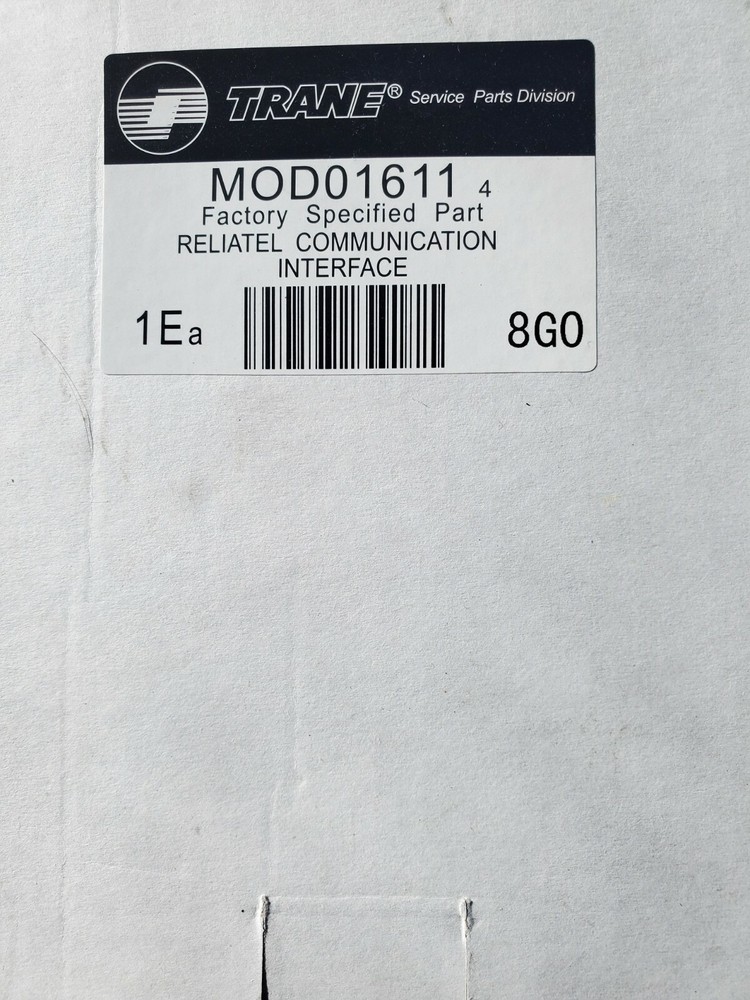 TRANE® Service Parts Division
MOD01611 4
Factory Specified Part
RELIATEL COMMUNICATION
INTERFACE
1Ea 8G0